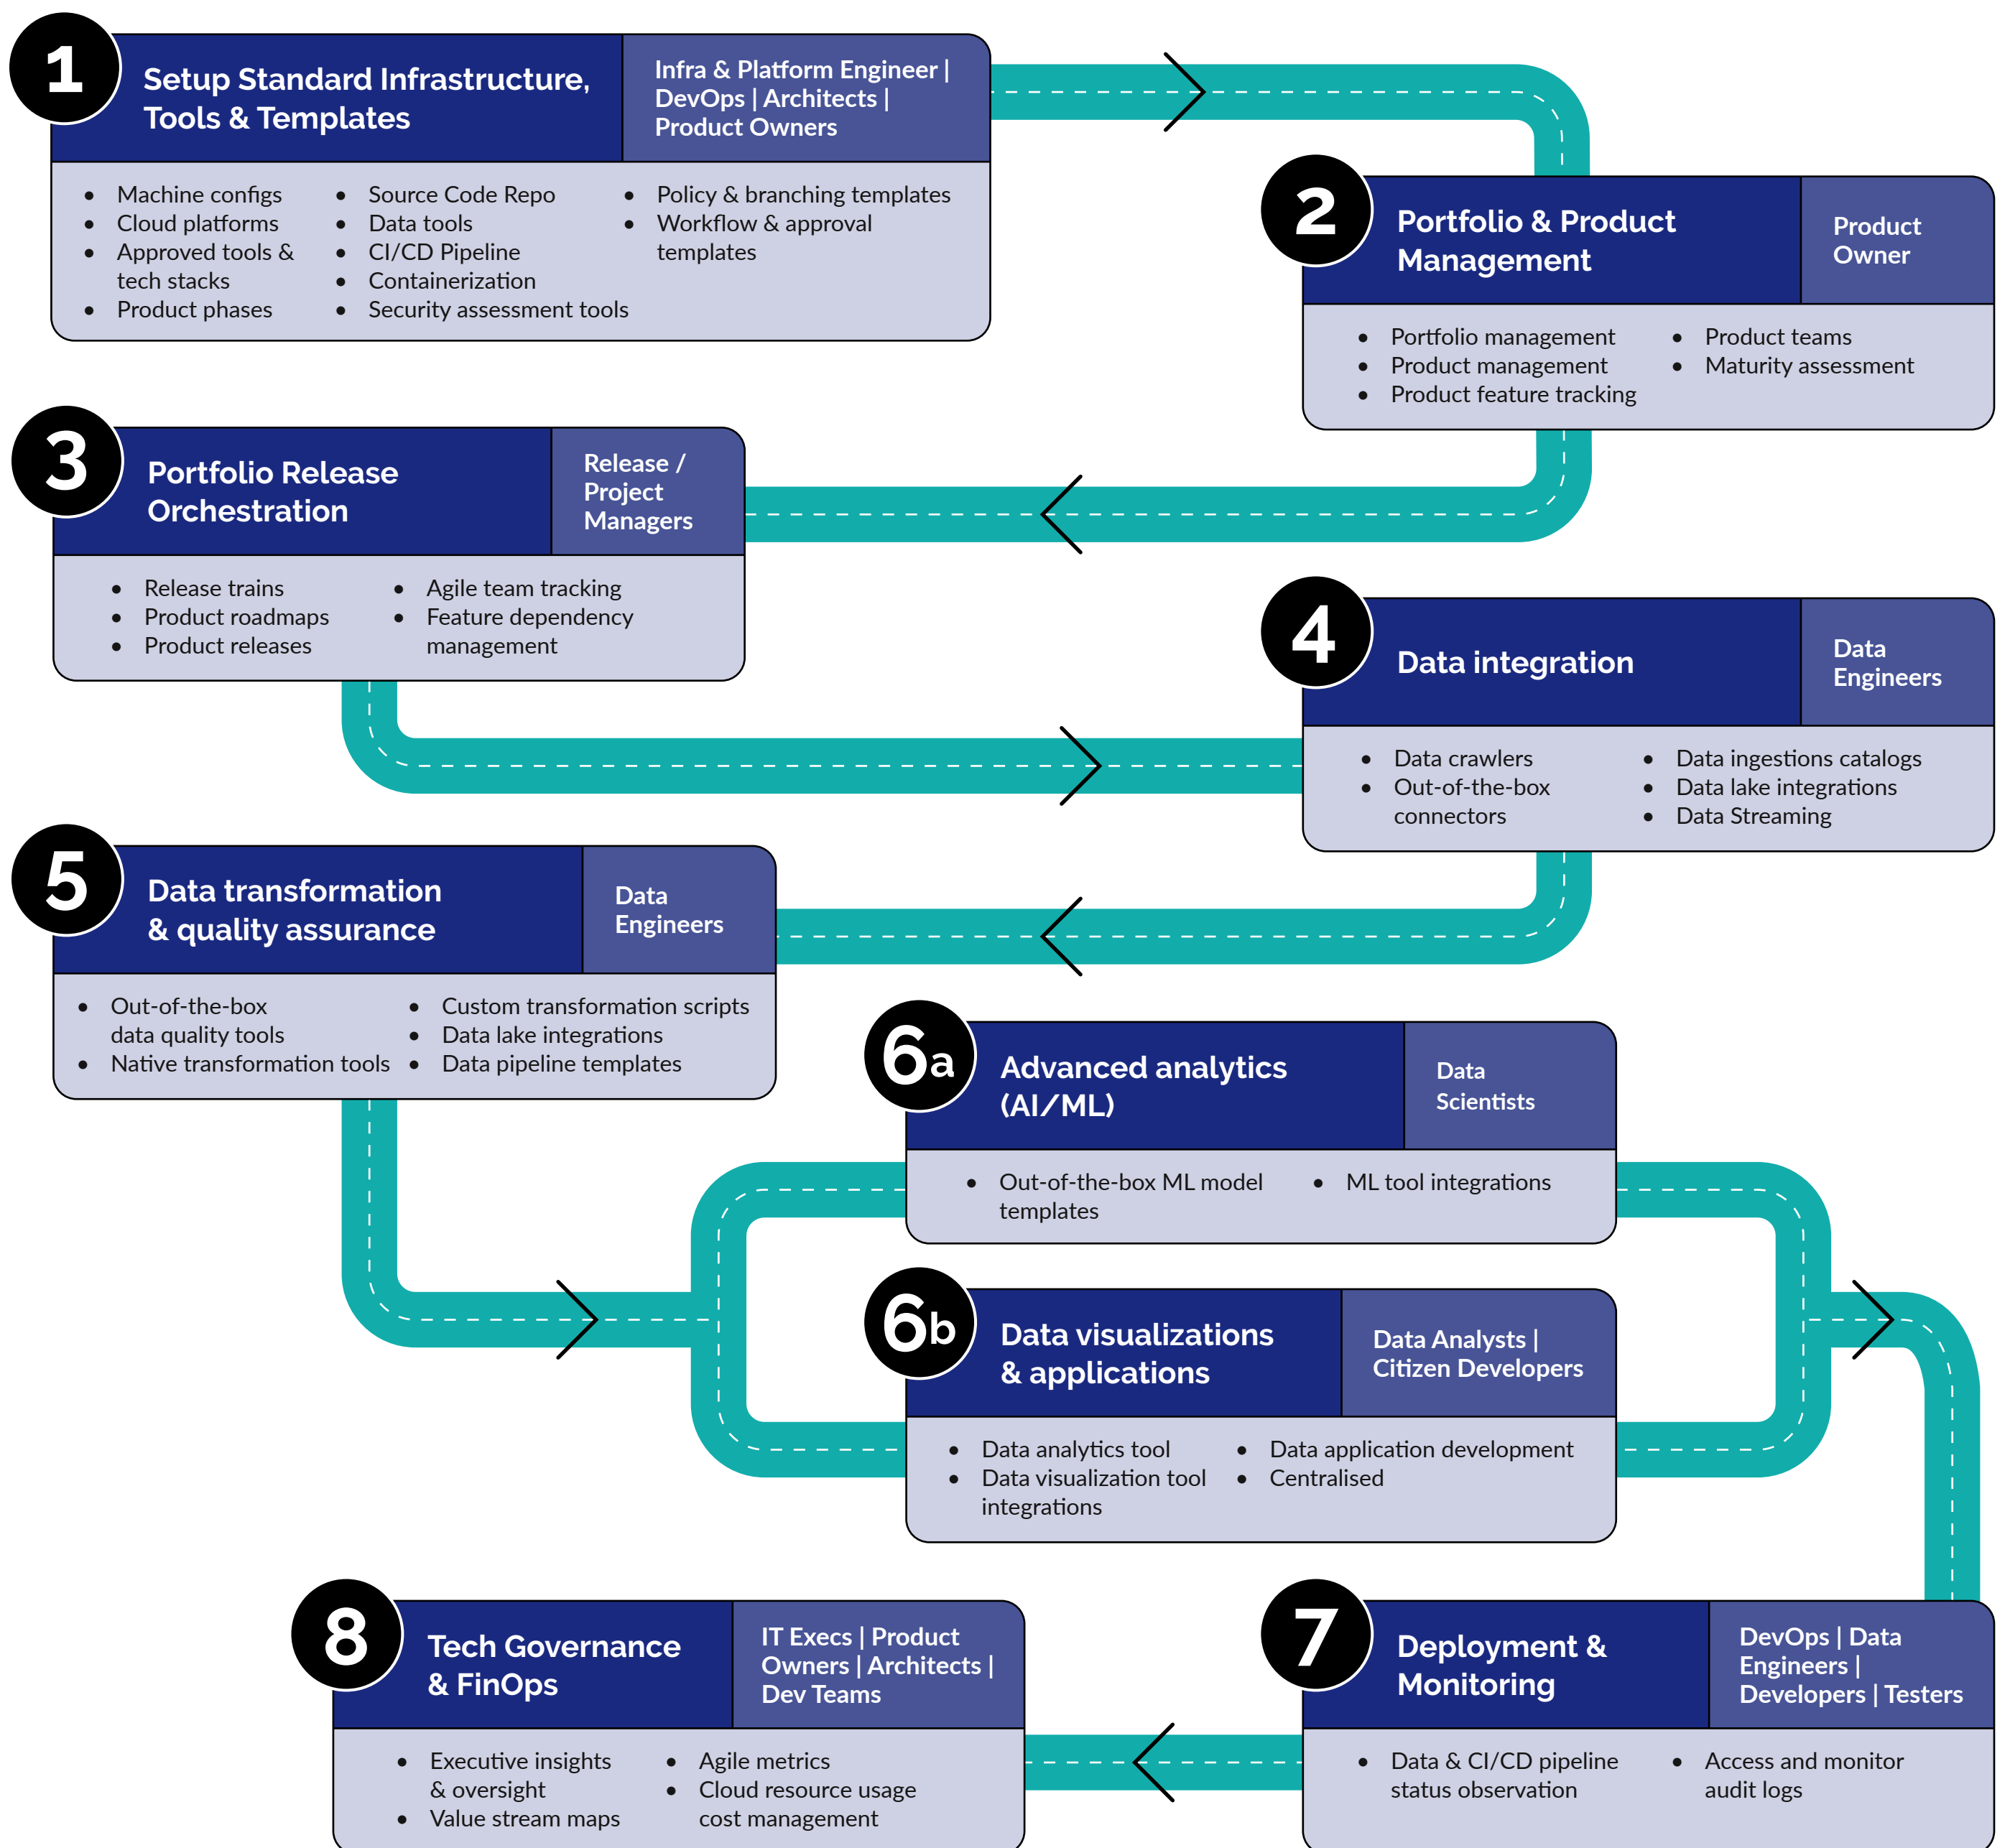 1
Setup Standard Infrastructure,
Tools & Templates
Infra & Platform Engineer |
DevOps | Architects |
Product Owners
• Machine configs
• Cloud platforms
• Approved tools &
tech stacks
• Product phases
• Source Code Repo
• Data tools
• CI/CD Pipeline
• Containerization
• Security assessment tools
• Policy & branching templates
• Workflow & approval
templates
2
Portfolio & Product
Management
Product
Owner
• Portfolio management
• Product management
• Product feature tracking
• Product teams
• Maturity assessment
3
Portfolio Release
Orchestration
Release /
Project
Managers
• Release trains
• Product roadmaps
• Product releases
• Agile team tracking
• Feature dependency
management
4
Data integration
Data
Engineers
• Data crawlers
• Out-of-the-box
connectors
• Data ingestions catalogs
• Data lake integrations
• Data Streaming
5
Data transformation
& quality assurance
Data
Engineers
• Out-of-the-box
data quality tools
• Native transformation tools
• Custom transformation scripts
• Data lake integrations
• Data pipeline templates
6a
Advanced analytics
(AI/ML)
Data
Scientists
• Out-of-the-box ML model
templates
• ML tool integrations
6b
Data visualizations
& applications
Data Analysts |
Citizen Developers
• Data analytics tool
• Data visualization tool
integrations
• Data application development
• Centralised
7
Deployment &
Monitoring
DevOps | Data
Engineers |
Developers | Testers
• Data & CI/CD pipeline
status observation
• Access and monitor
audit logs
8
Tech Governance
& FinOps
IT Execs | Product
Owners | Architects |
Dev Teams
• Executive insights
& oversight
• Value stream maps
• Agile metrics
• Cloud resource usage
cost management